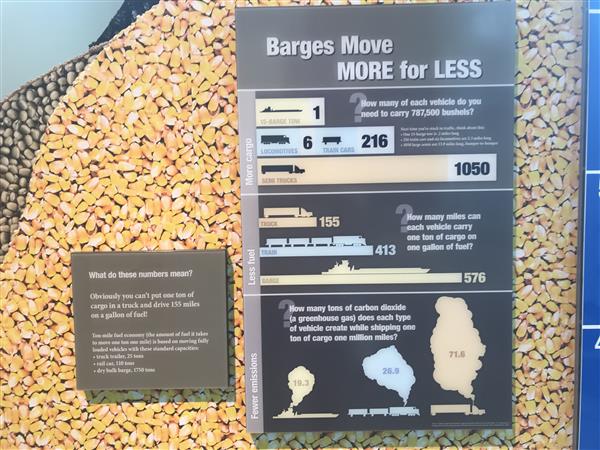 Barges Move
MORE for LESS
More cargo
? How many of each vehicle do you
need to carry 787,500 bushels?
15-BARGE TOW
1
LOCOMOTIVES
6
TRAIN CARS
216
SEMI TRUCKS
1050
Less fuel
? How many miles can
each vehicle carry
one ton of cargo on
one gallon of fuel?
TRUCK
155
TRAIN
413
BARGE
576
Fewer emissions
? How many tons of carbon dioxide
(a greenhouse gas) does each type
of vehicle create while shipping one
ton of cargo one million miles?
19.3
26.9
71.6
What do these numbers mean?
Obviously you can't put one ton of
cargo in a truck and drive 155 miles
on a gallon of fuel!
Ton-mile fuel economy (the amount of fuel it takes
to move one ton one mile) is based on moving fully
loaded vehicles with these standard capacities:
• truck trailer, 25 tons
• rail car, 110 tons
• dry bulk barge, 1750 tons
4